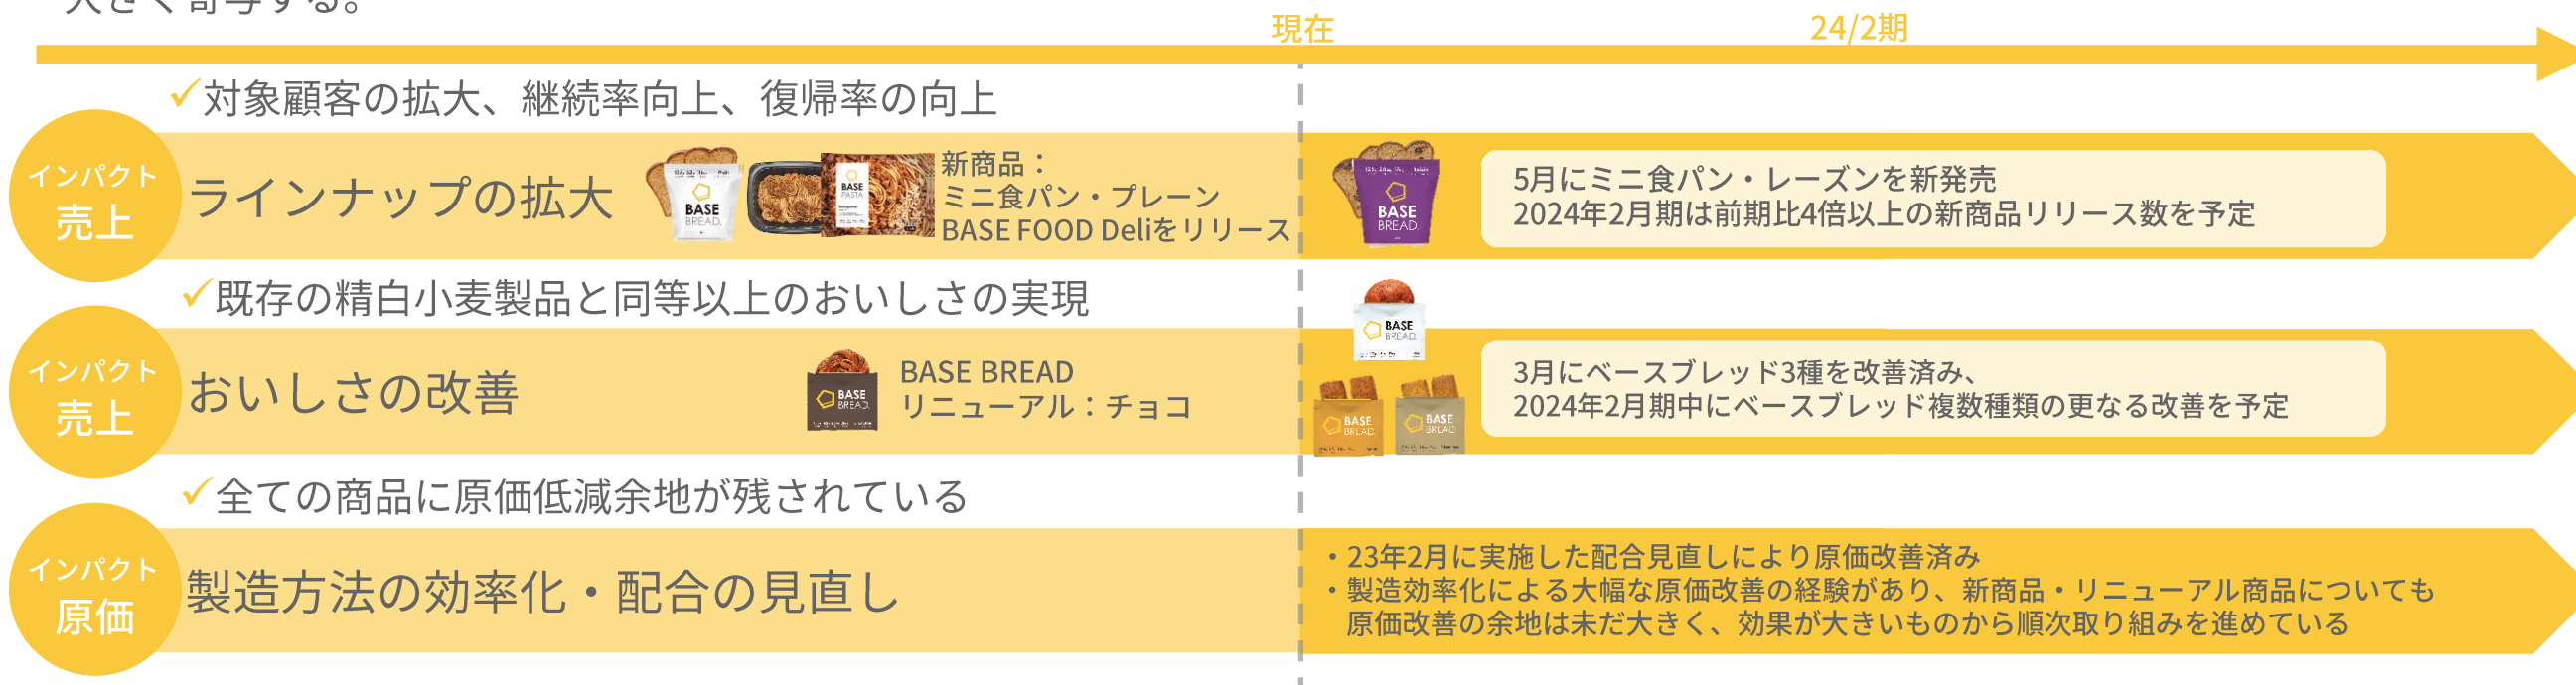 大きく寄与する。
現在
24/2期
対象顧客の拡大、継続率向上、復帰率の向上
インパクト
売上
ラインナップの拡大
BASE
BREAD.
BASE
PASTA.
新商品：
ミニ食パン・プレーン
BASE FOOD Deliをリリース
BASE
BREAD.
5月にミニ食パン・レーズンを新発売
2024年2月期は前期比4倍以上の新商品リリース数を予定
既存の精白小麦製品と同等以上のおいしさの実現
インパクト
売上
おいしさの改善
BASE
BREAD.
BASE BREAD
リニューアル：チョコ
BASE
BREAD.
BASE
BREAD.
BASE
BREAD.
3月にベースブレッド3種を改善済み、
2024年2月期中にベースブレッド複数種類の更なる改善を予定
全ての商品に原価低減余地が残されている
インパクト
原価
製造方法の効率化・配合の見直し
・23年2月に実施した配合見直しにより原価改善済み
・製造効率化による大幅な原価改善の経験があり、新商品・リニューアル商品についても
原価改善の余地は未だ大きく、効果が大きいものから順次取り組みを進めている